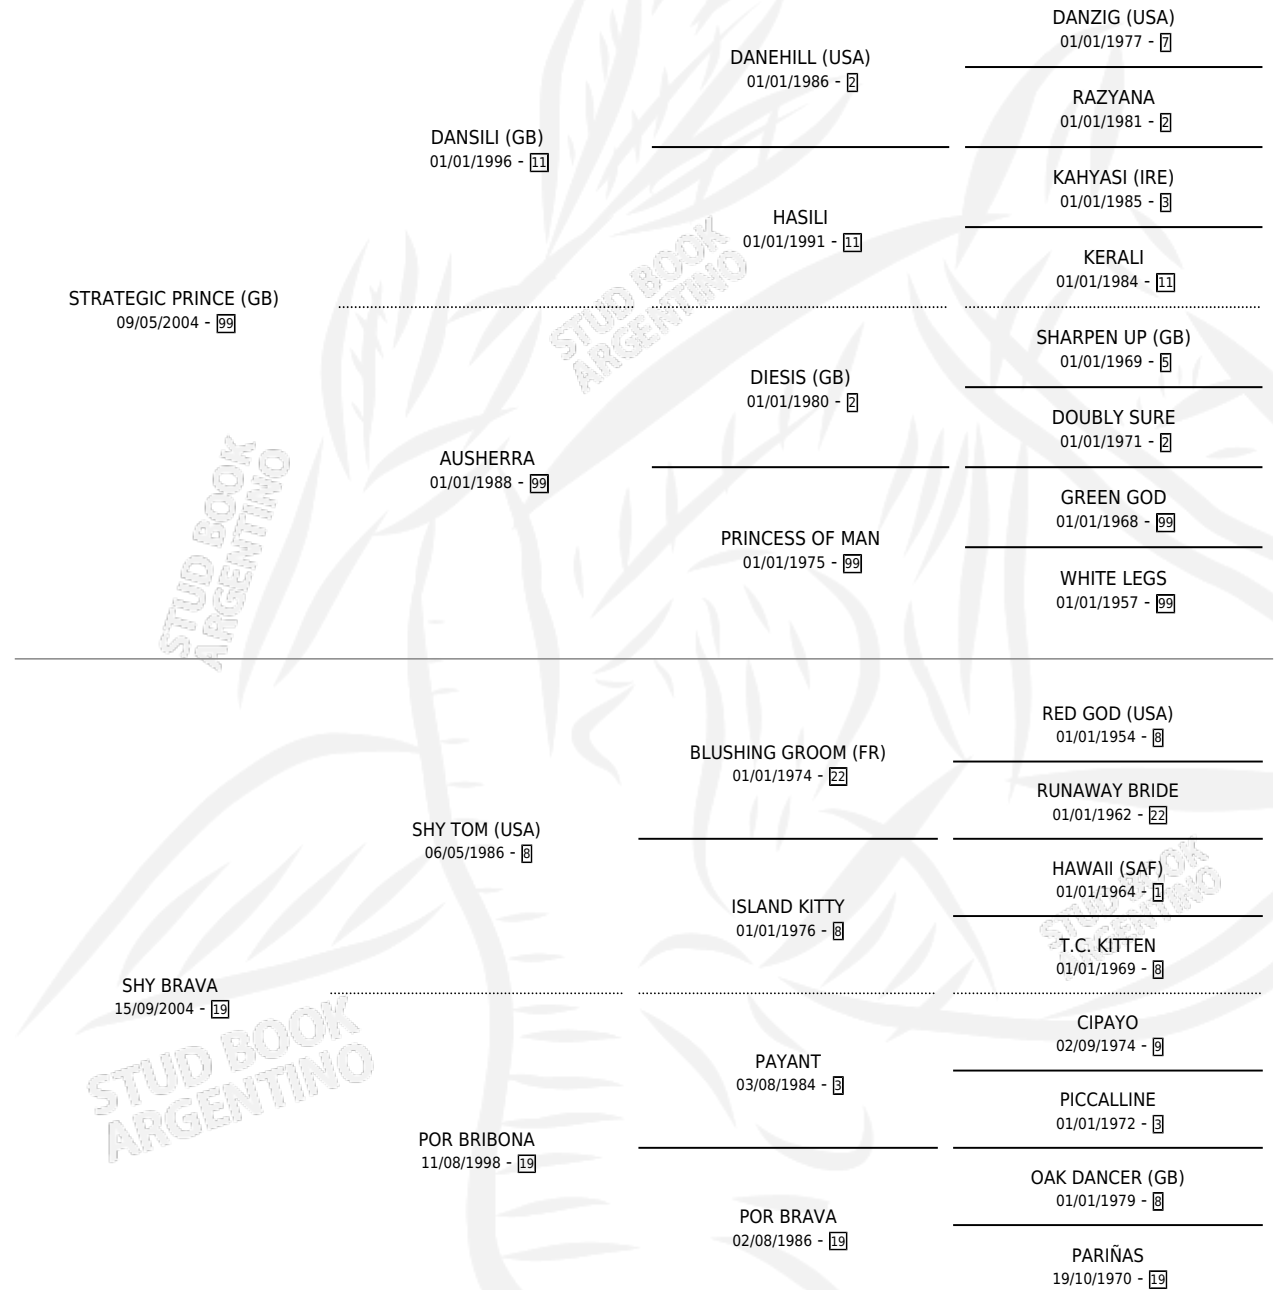 DANZIG (USA)
01/01/1977 - 7
DANEHILL (USA)
01/01/1986 - 2
RAZYANA
01/01/1981 - 2
DANSILI (GB)
01/01/1996 - 11
KAHYASI (IRE)
01/01/1985 - 3
HASILI
01/01/1991 - 11
KERALI
01/01/1984 - 11
STRATEGIC PRINCE (GB)
09/05/2004 - 99
STUD BOOK
ARGENTINO
SHARPEN UP (GB)
01/01/1969 - 5
DIESIS (GB)
01/01/1980 - 2
DOUBLY SURE
01/01/1971 - 2
AUSHERRA
01/01/1988 - 99
GREEN GOD
01/01/1968 - 99
PRINCESS OF MAN
01/01/1975 - 99
WHITE LEGS
01/01/1957 - 99
STUD BOOK
ARGENTINO
RED GOD (USA)
01/01/1954 - 8
BLUSHING GROOM (FR)
01/01/1974 - 22
RUNAWAY BRIDE
01/01/1962 - 22
SHY TOM (USA)
06/05/1986 - 8
HAWAII (SAF)
01/01/1964 - 1
ISLAND KITTY
01/01/1976 - 8
STUD BOOK
ARGENTINO
T.C. KITTEN
01/01/1969 - 8
SHY BRAVA
15/09/2004 - 19
CIPAYO
02/09/1974 - 9
PAYANT
03/08/1984 - 3
STUD BOOK
ARGENTINO
PICCALLINE
01/01/1972 - 3
POR BRIBONA
11/08/1998 - 19
OAK DANCER (GB)
01/01/1979 - 8
POR BRAVA
02/08/1986 - 19
PARIÑAS
19/10/1970 - 19